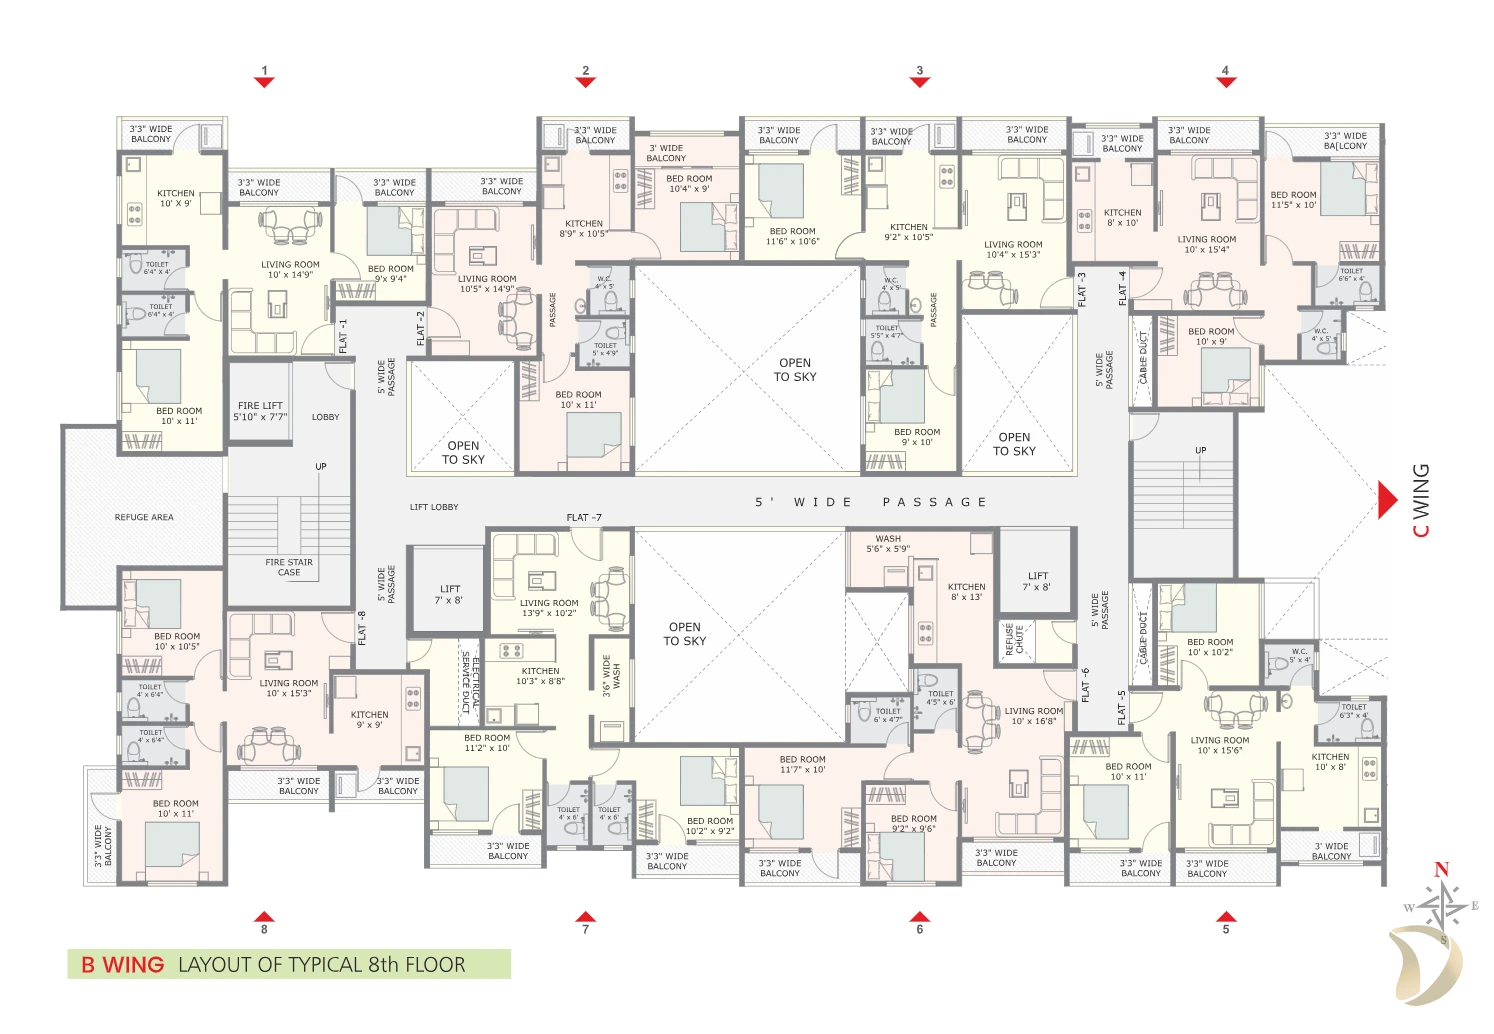 1
2
3
4
3'3" WIDE
BALCONY
KITCHEN
10' X 9'
TOILET
6'4" x 4'
TOILET
6'4" x 4'
BED ROOM
10' x 11'
3'3" WIDE
BALCONY
LIVING ROOM
10' x 14'9"
3'3" WIDE
BALCONY
BED ROOM
9'x 9'4"
FLAT -1
3'3" WIDE
BALCONY
LIVING ROOM
10'5" x 14'9"
FLAT -2
3'3" WIDE
BALCONY
KITCHEN
8'9" x 10'5"
3' WIDE
BALCONY
BED ROOM
10'4" x 9'
PASSAGE
W.C.
4' x 5'
TOILET
5' x 4'9"
BED ROOM
10' x 11'
3'3" WIDE
BALCONY
BED ROOM
11'6" x 10'6"
3'3" WIDE
BALCONY
KITCHEN
9'2" x 10'5"
3'3" WIDE
BALCONY
LIVING ROOM
10'4" x 15'3"
W.C.
4' x 5'
PASSAGE
TOILET
5'5" x 4'7"
BED ROOM
9' x 10'
FLAT -3
3'3" WIDE
BALCONY
KITCHEN
8' x 10'
3'3" WIDE
BALCONY
LIVING ROOM
10' x 15'4"
3'3" WIDE
BA[LCONY
BED ROOM
11'5" x 10'
TOILET
6'6" x 4'
FLAT -4
BED ROOM
10' x 9'
W.C.
4' x 5'
CABLE DUCT
5' WIDE
PASSAGE
5' WIDE
PASSAGE
FIRE LIFT
5'10" x 7'7"
LOBBY
UP
OPEN
TO SKY
OPEN
TO SKY
OPEN
TO SKY
UP
C WING
REFUGE AREA
LIFT LOBBY
5' WIDE PASSAGE
FLAT -7
FIRE STAIR
CASE
5' WIDE
PASSAGE
LIFT
7' x 8'
LIVING ROOM
13'9" x 10'2"
OPEN
TO SKY
WASH
5'6" x 5'9"
KITCHEN
8' x 13'
LIFT
7' x 8'
5' WIDE
PASSAGE
REFUSE
CHUTE
CABLE DUCT
BED ROOM
10' x 10'2"
W.C.
5' x 4'
BED ROOM
10' x 10'5"
TOILET
4' x 6'4"
TOILET
4' x 6'4"
BED ROOM
10' x 11'
3'3" WIDE
BALCONY
FLAT -8
LIVING ROOM
10' x 15'3"
KITCHEN
9' x 9'
3'3" WIDE
BALCONY
3'3" WIDE
BALCONY
ELECTRICAL
SERVICE DUCT
KITCHEN
10'3" x 8'8"
3'6" WIDE
WASH
BED ROOM
11'2" x 10'
3'3" WIDE
BALCONY
TOILET
4' x 6'
TOILET
4' x 6'
BED ROOM
10'2" x 9'2"
3'3" WIDE
BALCONY
TOILET
4'5" x 6'
TOILET
6' x 4'7"
BED ROOM
11'7" x 10'
3'3" WIDE
BALCONY
BED ROOM
9'2" x 9'6"
LIVING ROOM
10' x 16'8"
3'3" WIDE
BALCONY
FLAT -6
FLAT -5
BED ROOM
10' x 11'
3'3" WIDE
BALCONY
LIVING ROOM
10' x 15'6"
3'3" WIDE
BALCONY
TOILET
6'3" x 4'
KITCHEN
10' x 8'
3' WIDE
BALCONY
8
7
6
5
N
W
E
S
B WING LAYOUT OF TYPICAL 8th FLOOR